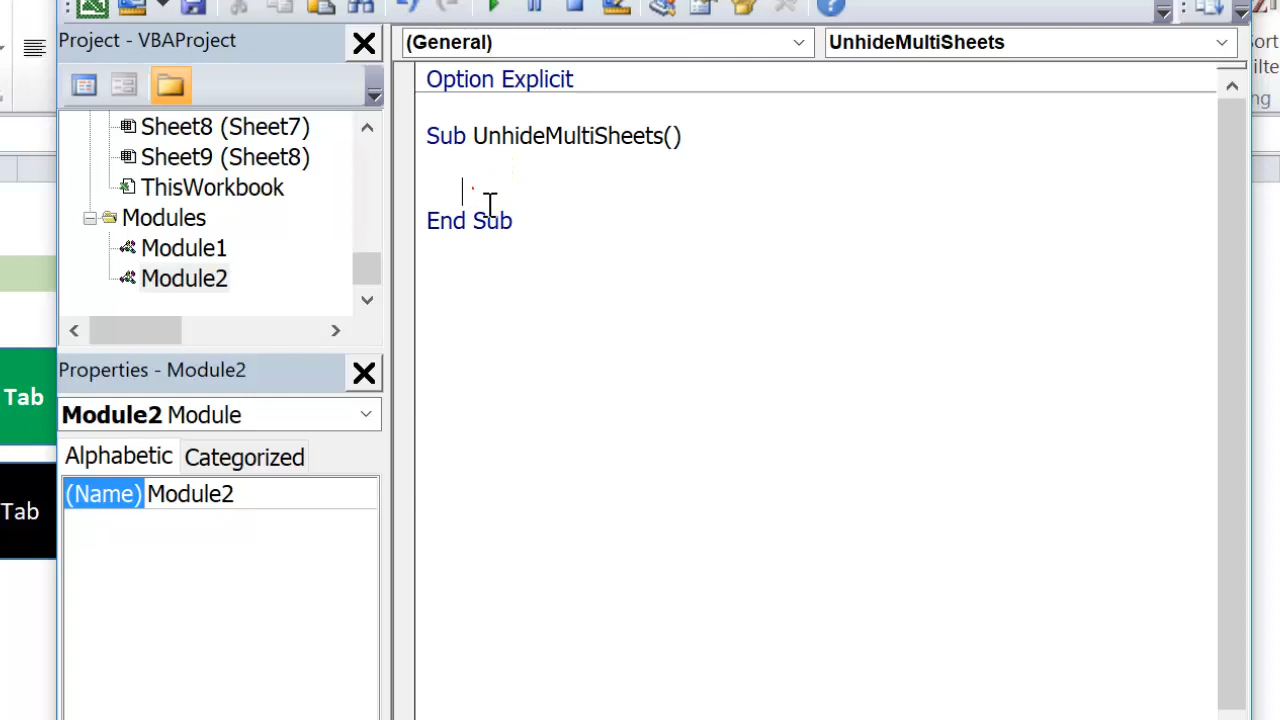 Project - VBAProject
(General)
UnhideMultiSheets
Option Explicit
Sub UnhideMultiSheets()
End Sub
Sheet8 (Sheet7)
Sheet9 (Sheet8)
ThisWorkbook
Modules
Module1
Module2
Properties - Module2
Module2 Module
Alphabetic
Categorized
(Name) Module2
Tab
Tab